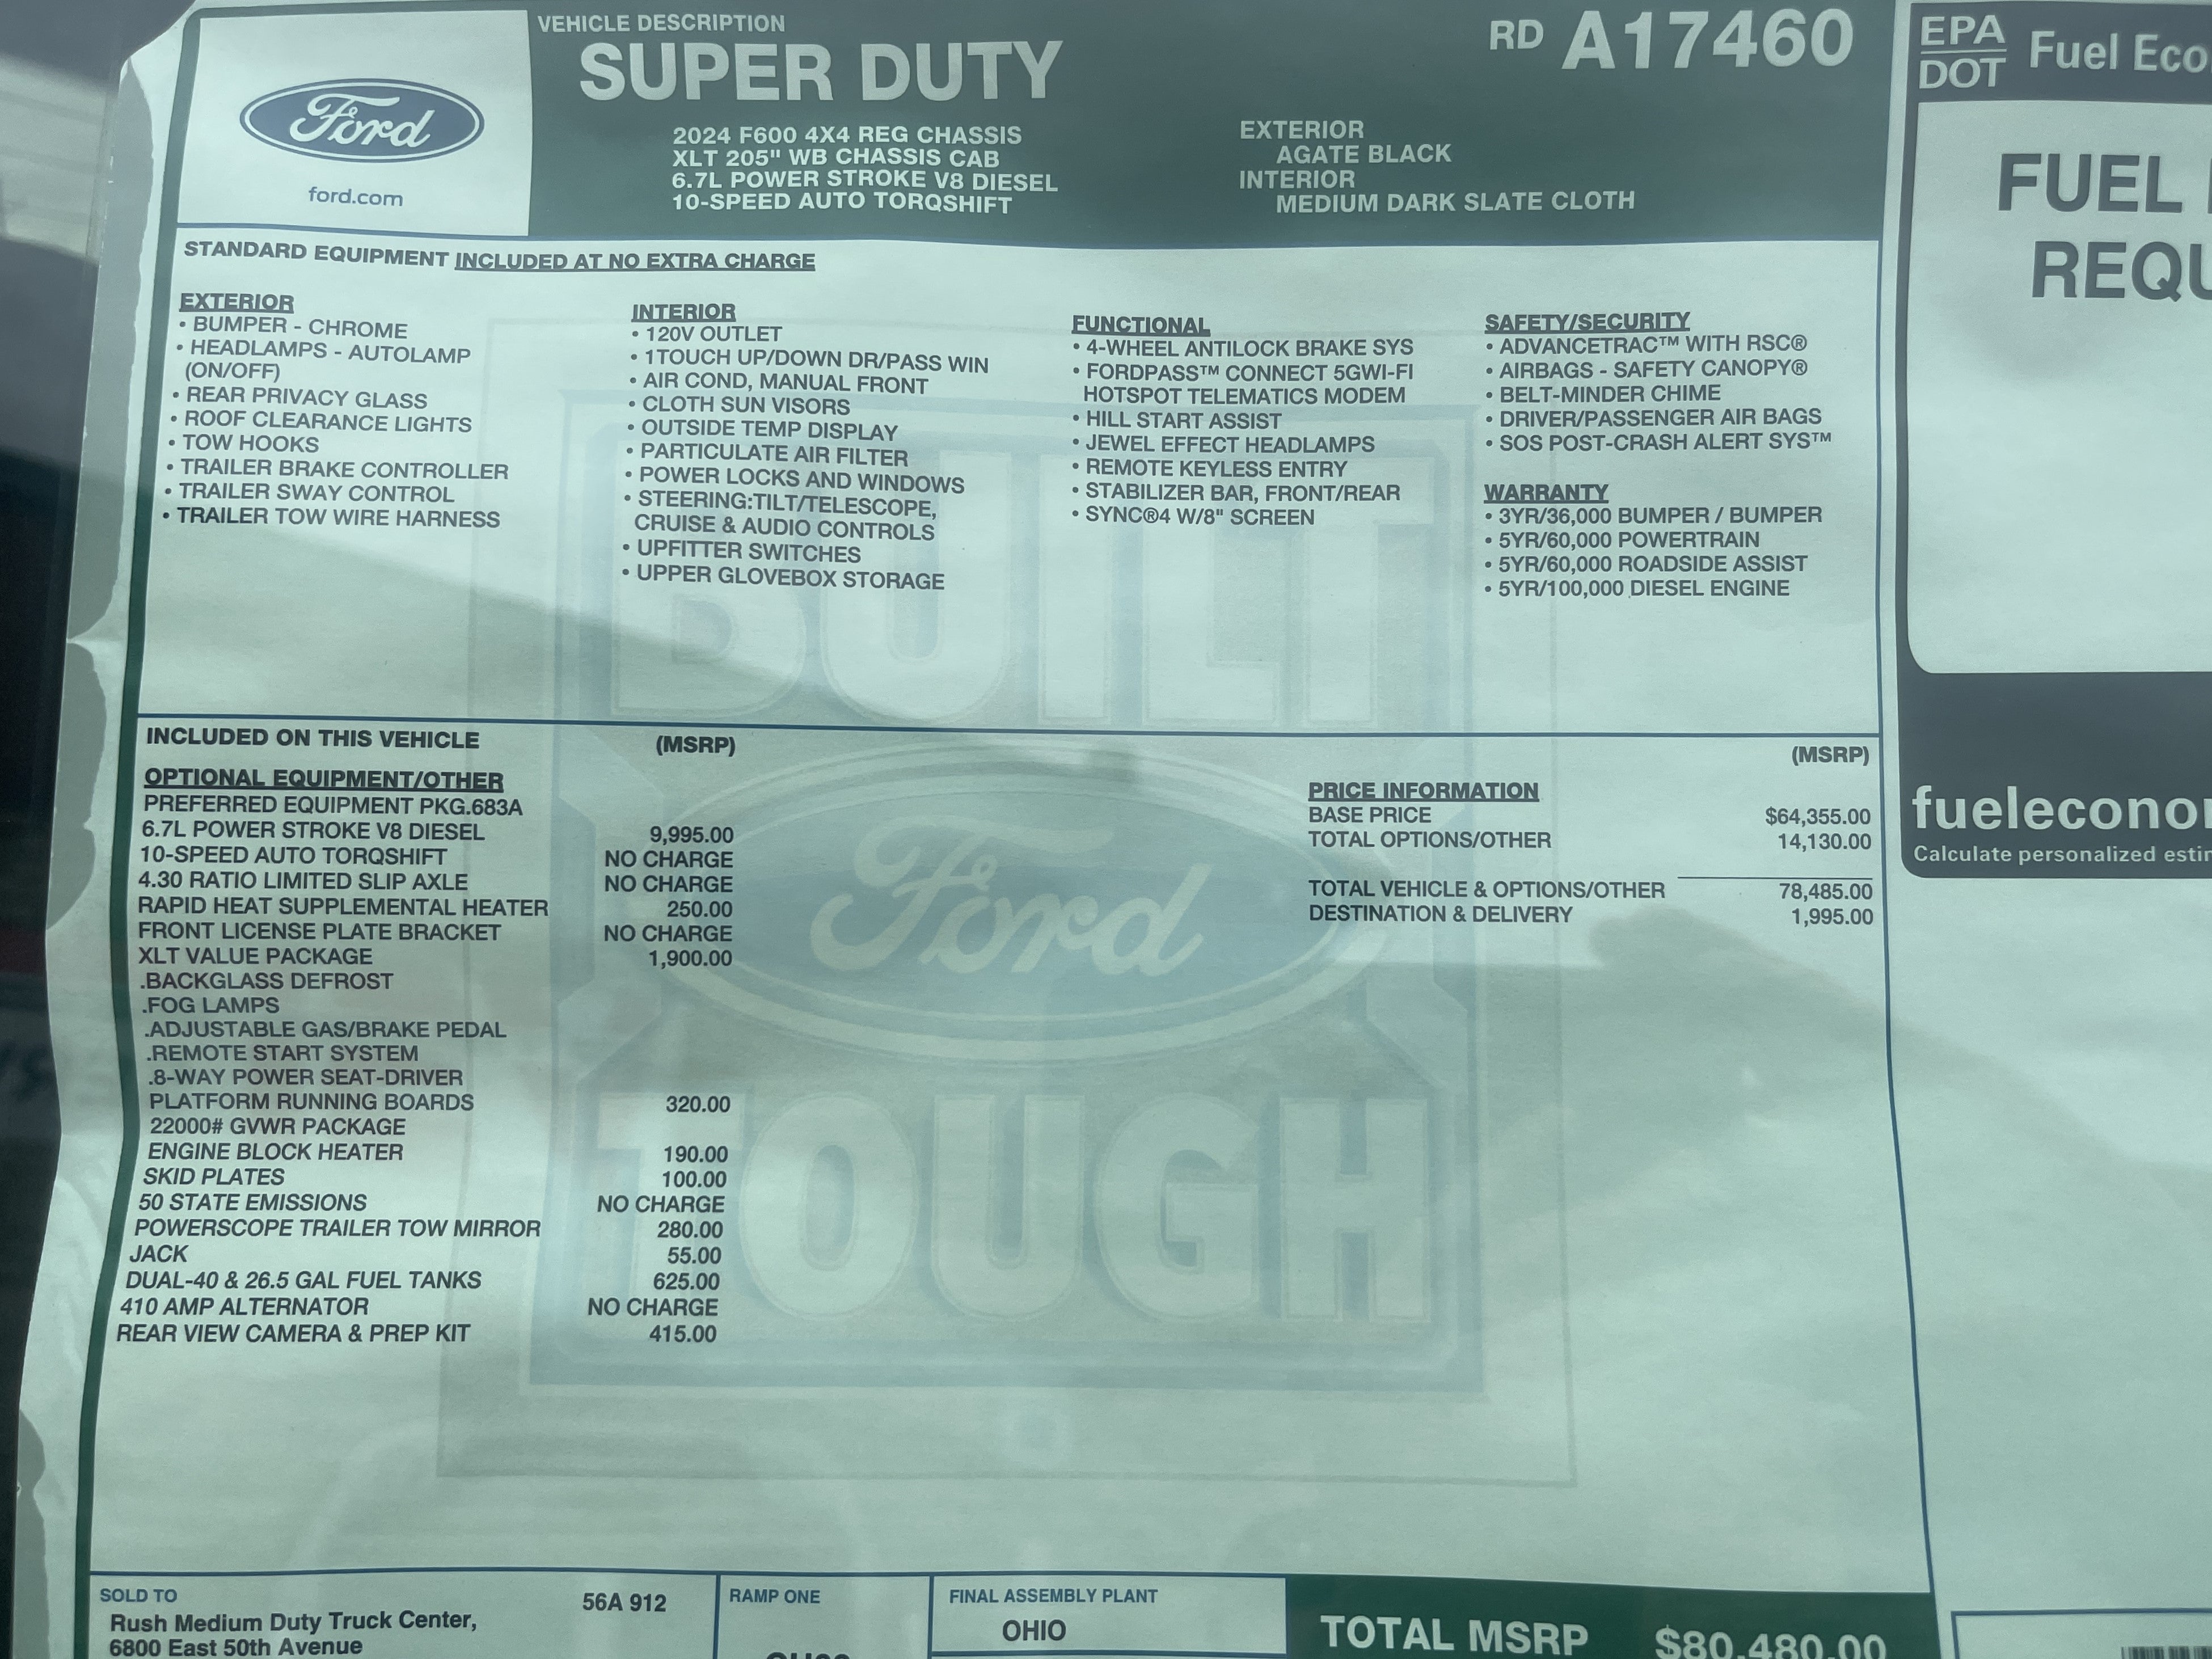 VEHICLE DESCRIPTION
SUPER DUTY
RD A17460
Ford
ford.com
2024 F600 4X4 REG CHASSIS
XLT 205" WB CHASSIS CAB
6.7L POWER STROKE V8 DIESEL
10-SPEED AUTO TORQSHIFT
EXTERIOR
AGATE BLACK
INTERIOR
MEDIUM DARK SLATE CLOTH
STANDARD EQUIPMENT INCLUDED AT NO EXTRA CHARGE
EXTERIOR
• BUMPER - CHROME
• HEADLAMPS - AUTOLAMP
(ON/OFF)
• REAR PRIVACY GLASS
• ROOF CLEARANCE LIGHTS
• TOW HOOKS
• TRAILER BRAKE CONTROLLER
• TRAILER SWAY CONTROL
• TRAILER TOW WIRE HARNESS
INTERIOR
• 120V OUTLET
• 1TOUCH UP/DOWN DR/PASS WIN
• AIR COND, MANUAL FRONT
• CLOTH SUN VISORS
• OUTSIDE TEMP DISPLAY
• PARTICULATE AIR FILTER
• POWER LOCKS AND WINDOWS
• STEERING:TILT/TELESCOPE,
CRUISE & AUDIO CONTROLS
• UPFITTER SWITCHES
• UPPER GLOVEBOX STORAGE
FUNCTIONAL
• 4-WHEEL ANTILOCK BRAKE SYS
• FORDPASS™ CONNECT 5GWI-FI
HOTSPOT TELEMATICS MODEM
• HILL START ASSIST
• JEWEL EFFECT HEADLAMPS
• REMOTE KEYLESS ENTRY
• STABILIZER BAR, FRONT/REAR
• SYNC®4 W/8" SCREEN
SAFETY/SECURITY
• ADVANCETRAC™ WITH RSC®
• AIRBAGS - SAFETY CANOPY®
• BELT-MINDER CHIME
• DRIVER/PASSENGER AIR BAGS
• SOS POST-CRASH ALERT SYS™
WARRANTY
• 3YR/36,000 BUMPER / BUMPER
• 5YR/60,000 POWERTRAIN
• 5YR/60,000 ROADSIDE ASSIST
• 5YR/100,000 DIESEL ENGINE
BUILT
Ford
TOUGH
INCLUDED ON THIS VEHICLE (MSRP)
OPTIONAL EQUIPMENT/OTHER
PREFERRED EQUIPMENT PKG.683A
6.7L POWER STROKE V8 DIESEL 9,995.00
10-SPEED AUTO TORQSHIFT NO CHARGE
4.30 RATIO LIMITED SLIP AXLE NO CHARGE
RAPID HEAT SUPPLEMENTAL HEATER 250.00
FRONT LICENSE PLATE BRACKET NO CHARGE
XLT VALUE PACKAGE 1,900.00
.BACKGLASS DEFROST
.FOG LAMPS
.ADJUSTABLE GAS/BRAKE PEDAL
.REMOTE START SYSTEM
.8-WAY POWER SEAT-DRIVER
PLATFORM RUNNING BOARDS 320.00
22000# GVWR PACKAGE
ENGINE BLOCK HEATER 190.00
SKID PLATES 100.00
50 STATE EMISSIONS NO CHARGE
POWERSCOPE TRAILER TOW MIRROR 280.00
JACK 55.00
DUAL-40 & 26.5 GAL FUEL TANKS 625.00
410 AMP ALTERNATOR NO CHARGE
REAR VIEW CAMERA & PREP KIT 415.00
(MSRP)
PRICE INFORMATION
BASE PRICE $64,355.00
TOTAL OPTIONS/OTHER 14,130.00
TOTAL VEHICLE & OPTIONS/OTHER 78,485.00
DESTINATION & DELIVERY 1,995.00
SOLD TO 56A 912
Rush Medium Duty Truck Center,
6800 East 50th Avenue
RAMP ONE
FINAL ASSEMBLY PLANT
OHIO
TOTAL MSRP $80,480.00
EPA
DOT
Fuel Eco
FUEL
REQU
fuelecono
Calculate personalized estim